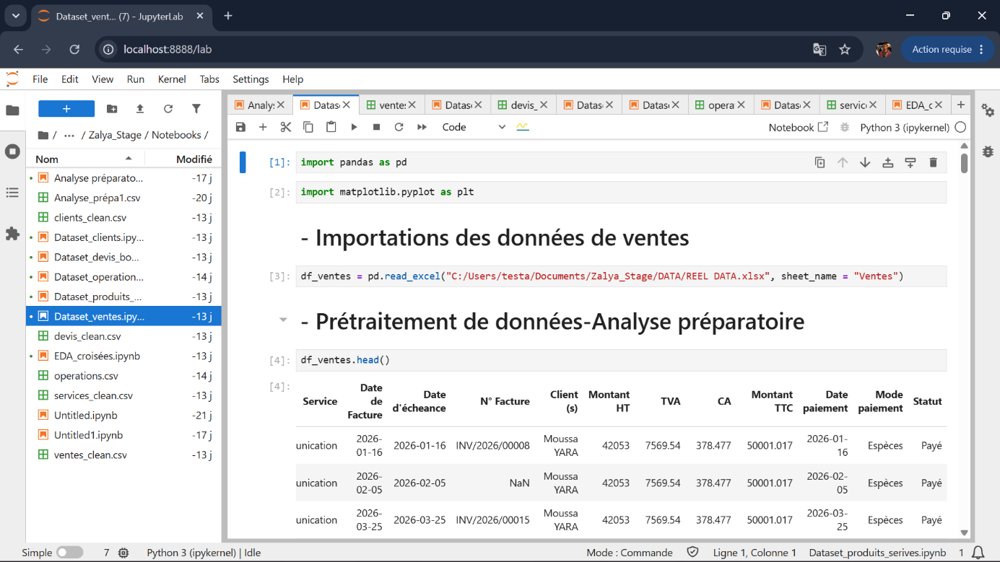 Dataset_vent... (7) - JupyterLab
localhost:8888/lab
Action requise
File Edit View Run Kernel Tabs Settings Help
/ ... / Zalya_Stage / Notebooks /
Nom Modifié
Analyse préparato... -17 j
Analyse_prépa1.csv -20 j
clients_clean.csv -13 j
Dataset_clients.ipy... -13 j
Dataset_devis_bo... -13 j
Dataset_operation... -14 j
Dataset_produits_... -13 j
Dataset_ventes.ipy... -13 j
devis_clean.csv -13 j
EDA_croisées.ipynb -13 j
operations.csv -14 j
services_clean.csv -13 j
Untitled.ipynb -21 j
Untitled1.ipynb -17 j
ventes_clean.csv -13 j
Analys Datase ventes Datase devis_ Datase Datase opera Datase servic EDA_c
Code Notebook Python 3 (ipykernel)
[1]: import pandas as pd
[2]: import matplotlib.pyplot as plt
- Importations des données de ventes
[3]: df_ventes = pd.read_excel("C:/Users/testa/Documents/Zalya_Stage/DATA/REEL DATA.xlsx", sheet_name = "Ventes")
- Prétraitement de données-Analyse préparatoire
[4]: df_ventes.head()
[4]:
Service Date de Facture Date d'écheance N° Facture Client (s) Montant HT TVA CA Montant TTC Date paiement Mode paiement Statut
unication 2026-01-16 2026-01-16 INV/2026/00008 Moussa YARA 42053 7569.54 378.477 50001.017 2026-01-16 Espèces Payé
unication 2026-02-05 2026-02-05 NaN Moussa YARA 42053 7569.54 378.477 50001.017 2026-02-05 Espèces Payé
unication 2026-03-25 2026-03-25 INV/2026/00015 Moussa YARA 42053 7569.54 378.477 50001.017 2026-03-25 Espèces Payé
Simple 7 Python 3 (ipykernel) | Idle Mode : Commande Ligne 1, Colonne 1 Dataset_produits_serives.ipynb 1